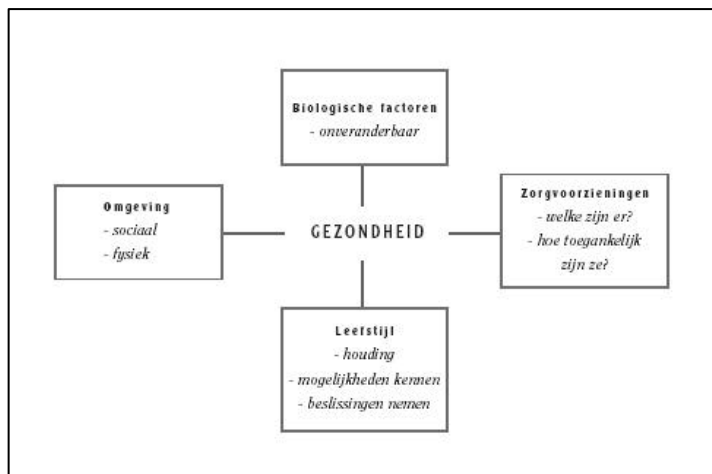 Biologische factoren
- onveranderbaar
Omgeving
- sociaal
- fysiek
GEZONDHEID
Zorgvoorzieningen
- welke zijn er?
- hoe toegankelijk
zijn ze?
Leefstijl
- houding
- mogelijkheden kennen
- beslissingen nemen